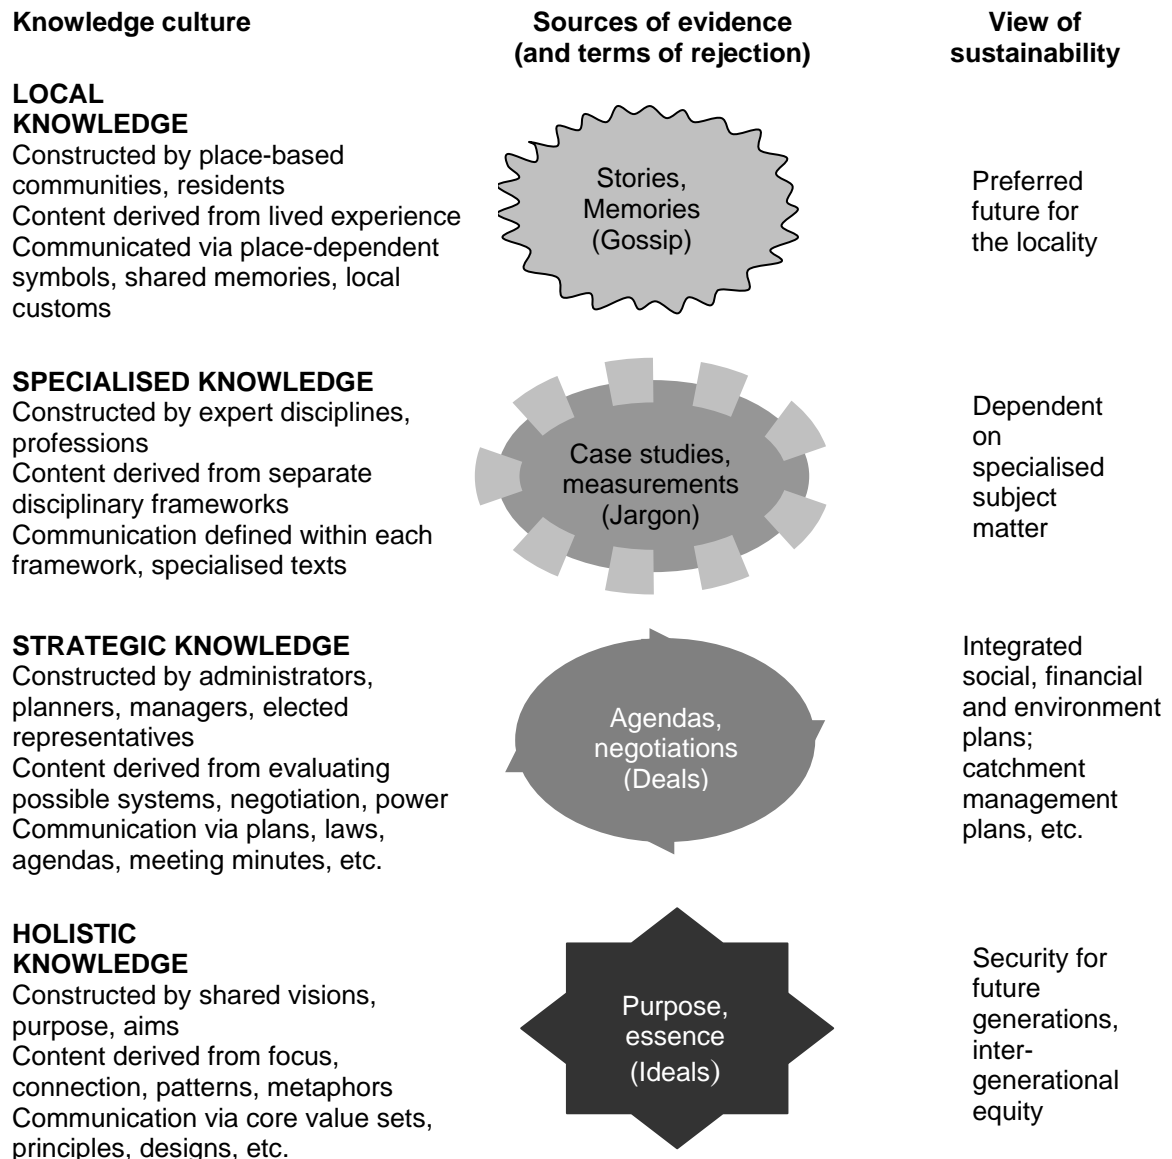 Knowledge culture
Sources of evidence
(and terms of rejection)
View of
sustainability
LOCAL
KNOWLEDGE
Constructed by place-based
communities, residents
Content derived from lived experience
Communicated via place-dependent
symbols, shared memories, local
customs
Stories,
Memories
(Gossip)
Preferred
future for
the locality
SPECIALISED KNOWLEDGE
Constructed by expert disciplines,
professions
Content derived from separate
disciplinary frameworks
Communication defined within each
framework, specialised texts
Case studies,
measurements
(Jargon)
Dependent
on
specialised
subject
matter
STRATEGIC KNOWLEDGE
Constructed by administrators,
planners, managers, elected
representatives
Content derived from evaluating
possible systems, negotiation, power
Communication via plans, laws,
agendas, meeting minutes, etc.
Agendas,
negotiations
(Deals)
Integrated
social, financial
and environment
plans;
catchment
management
plans, etc.
HOLISTIC
KNOWLEDGE
Constructed by shared visions,
purpose, aims
Content derived from focus,
connection, patterns, metaphors
Communication via core value sets,
principles, designs, etc.
Purpose,
essence
(Ideals)
Security for
future
generations,
inter-
generational
equity